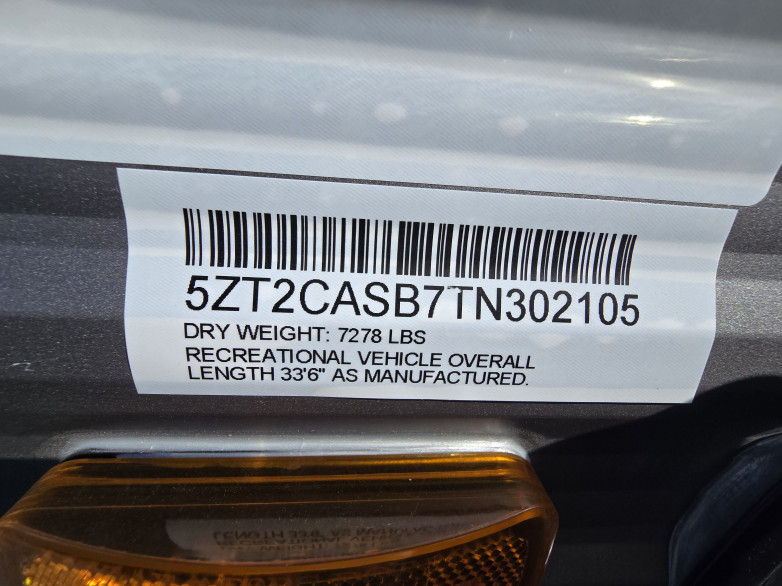 5ZT2CASB7TN302105
DRY WEIGHT: 7278 LBS
RECREATIONAL VEHICLE OVERALL
LENGTH 33'6" AS MANUFACTURED.